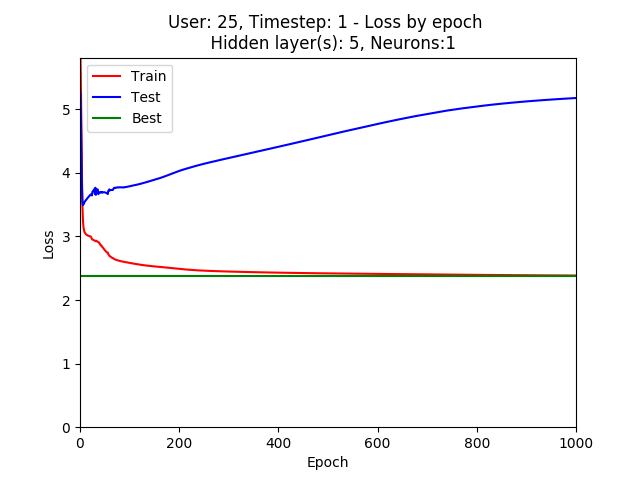 User: 25, Timestep: 1 - Loss by epoch
Hidden layer(s): 5, Neurons:1
Train
Test
Best
5
4
3
2
1
0
Loss
0 200 400 600 800 1000
Epoch